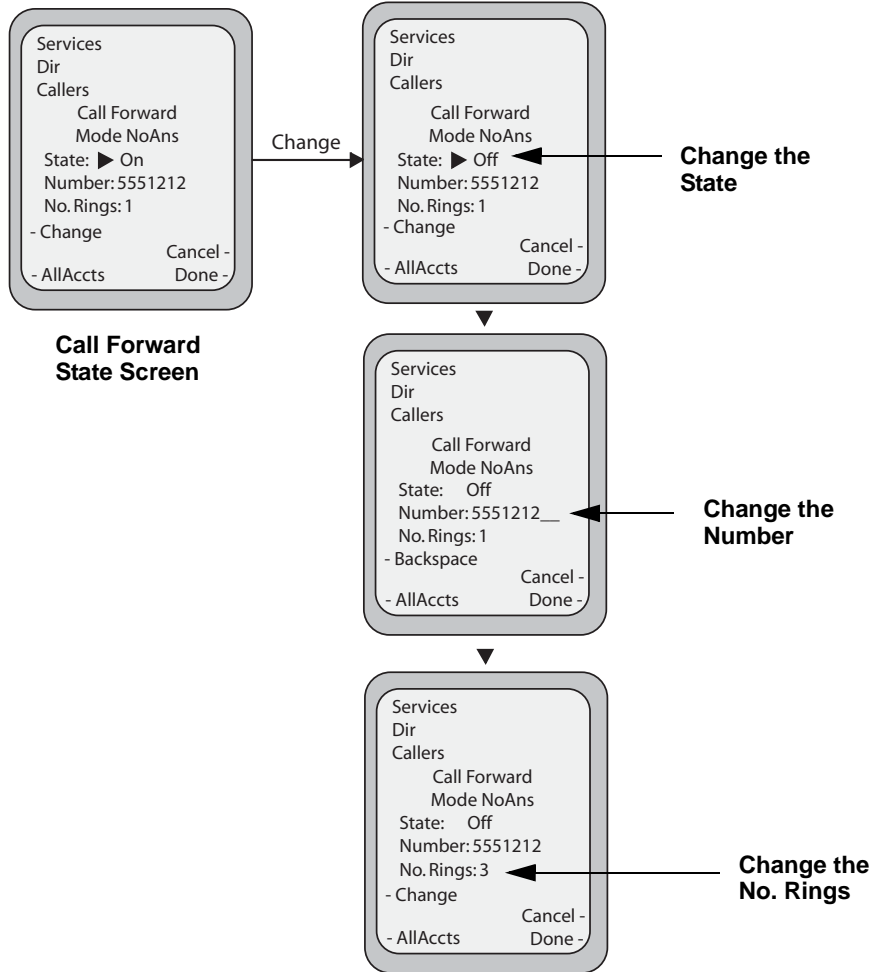 Services
Dir
Callers
Call Forward
Mode NoAns
State: ▶ On
Number: 5551212
No. Rings: 1
- Change
Cancel -
- AllAccts Done -
Call Forward
State Screen
Change
Services
Dir
Callers
Call Forward
Mode NoAns
State: ▶ Off
Number: 5551212
No. Rings: 1
- Change
Cancel -
- AllAccts Done -
Change the
State
Services
Dir
Callers
Call Forward
Mode NoAns
State: Off
Number: 5551212__
No. Rings: 1
- Backspace
Cancel -
- AllAccts Done -
Change the
Number
Services
Dir
Callers
Call Forward
Mode NoAns
State: Off
Number: 5551212
No. Rings: 3
- Change
Cancel -
- AllAccts Done -
Change the
No. Rings